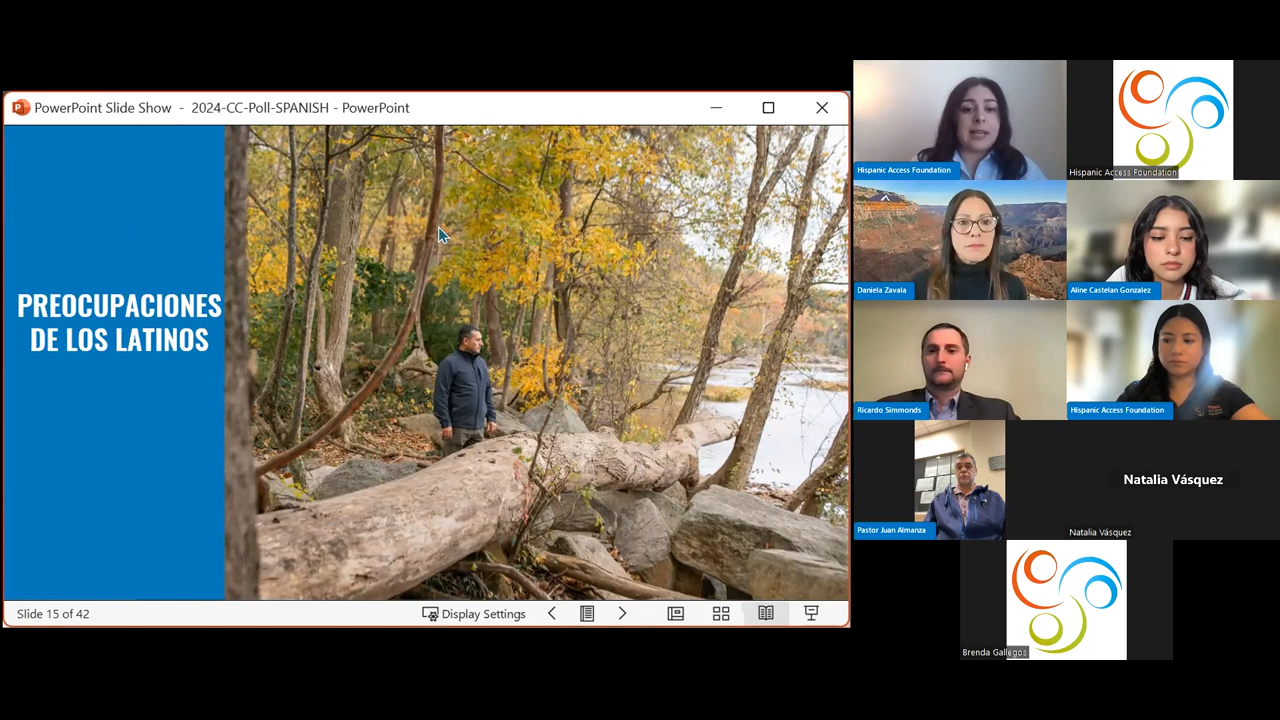 PowerPoint Slide Show - 2024-CC-Poll-SPANISH - PowerPoint
PREOCUPACIONES
DE LOS LATINOS
Slide 15 of 42
Display Settings
Hispanic Access Foundation
Hispanic Access Foundation
Daniela Zavala
Aline Castelan Gonzalez
Ricardo Simmonds
Hispanic Access Foundation
Pastor Juan Almanza
Natalia Vásquez
Natalia Vásquez
Brenda Gallegos